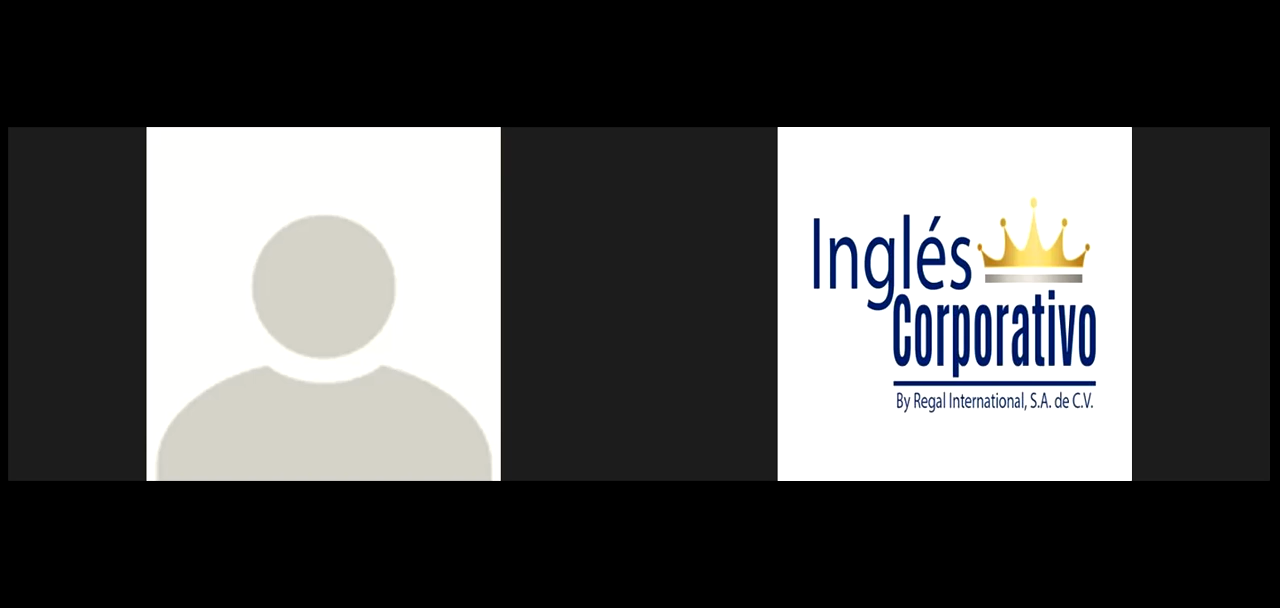 Inglés
Corporativo
By Regal International, S.A. de C.V.